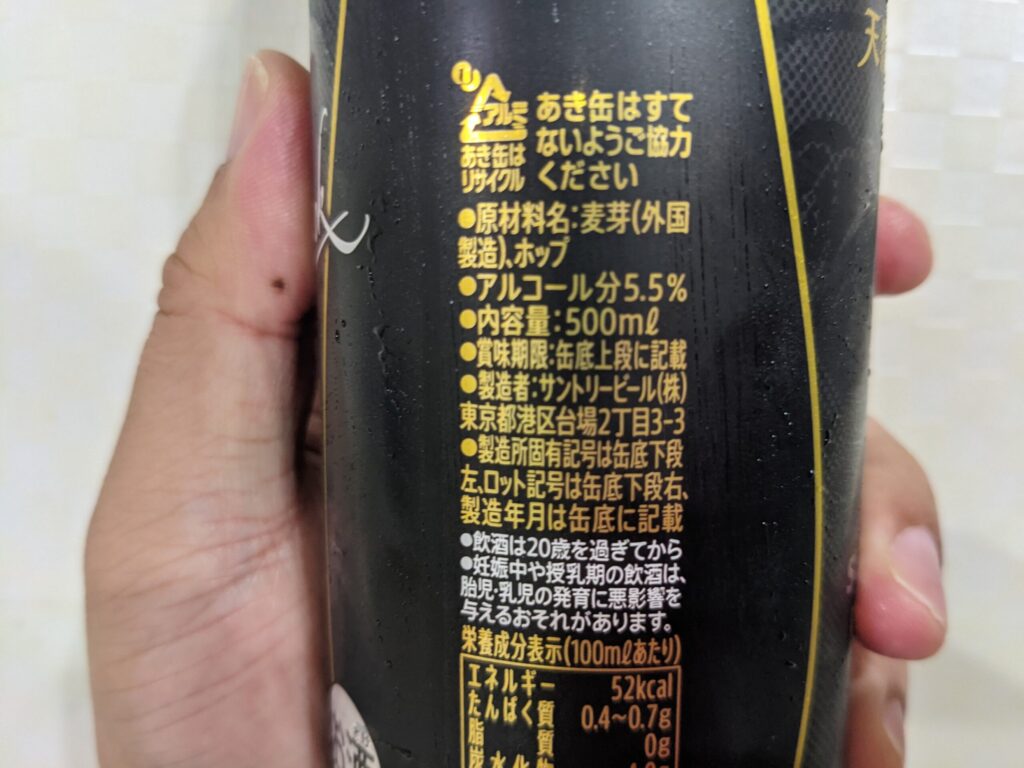 アルミ
あき缶は
リサイクル
あき缶はすて
ないようご協力
ください
●原材料名:麦芽(外国
製造)、ホップ
●アルコール分5.5%
●内容量:500mℓ
●賞味期限:缶底上段に記載
●製造者:サントリービール(株)
東京都港区台場2丁目3-3
●製造所固有記号は缶底下段
左、ロット記号は缶底下段右、
製造年月は缶底に記載
●飲酒は20歳を過ぎてから
●妊娠中や授乳期の飲酒は、
胎児・乳児の発育に悪影響を
与えるおそれがあります。
栄養成分表示(100mℓあたり)
エネルギー 52kcal
たんぱく質 0.4~0.7g
脂質 0g
天